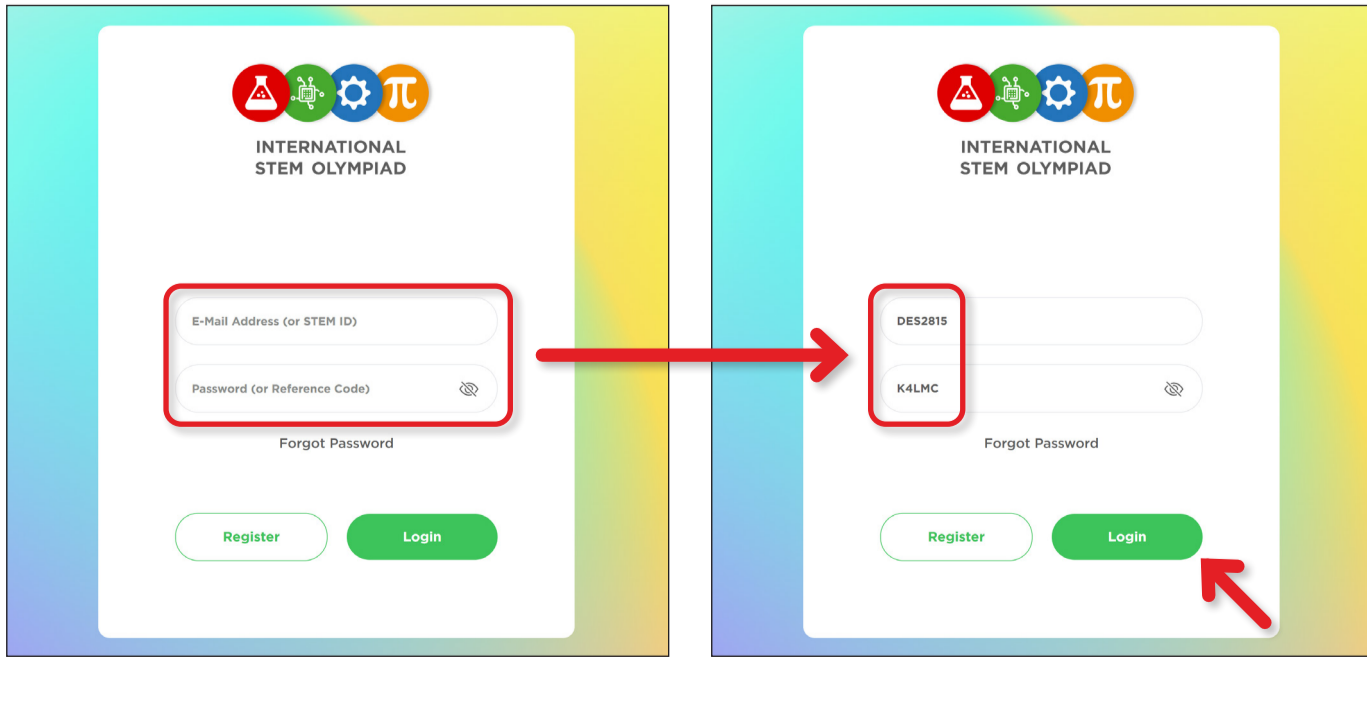 INTERNATIONAL
STEM OLYMPIAD
E-Mail Address (or STEM ID)
Password (or Reference Code)
Forgot Password
Register
Login
INTERNATIONAL
STEM OLYMPIAD
DES2815
K4LMC
Forgot Password
Register
Login